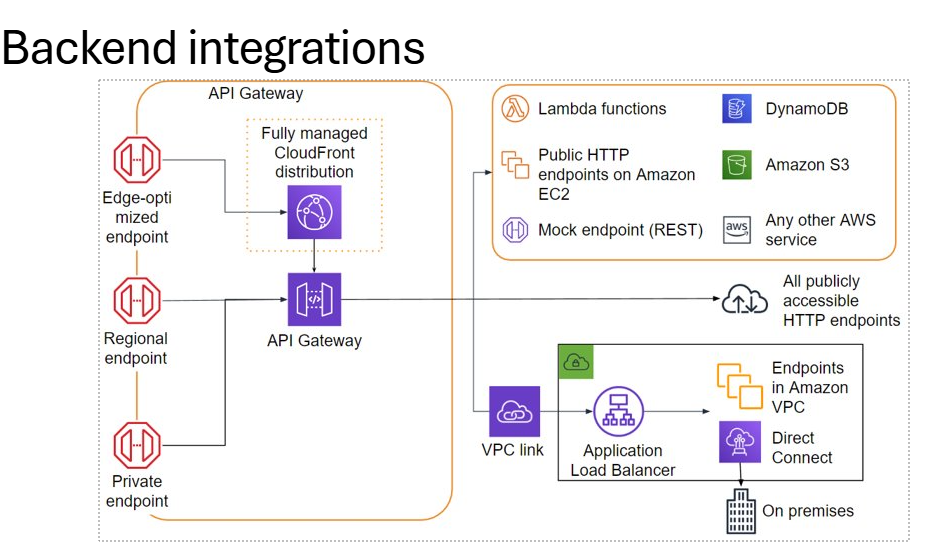 Backend integrations
API Gateway
Fully managed
CloudFront
distribution
Edge-opti
mized
endpoint
Regional
endpoint
API Gateway
Private
endpoint
Lambda functions
DynamoDB
Public HTTP
endpoints on Amazon
EC2
Amazon S3
Mock endpoint (REST)
aws
Any other AWS
service
All publicly
accessible
HTTP endpoints
VPC link
Application
Load Balancer
Endpoints
in Amazon
VPC
Direct
Connect
On premises